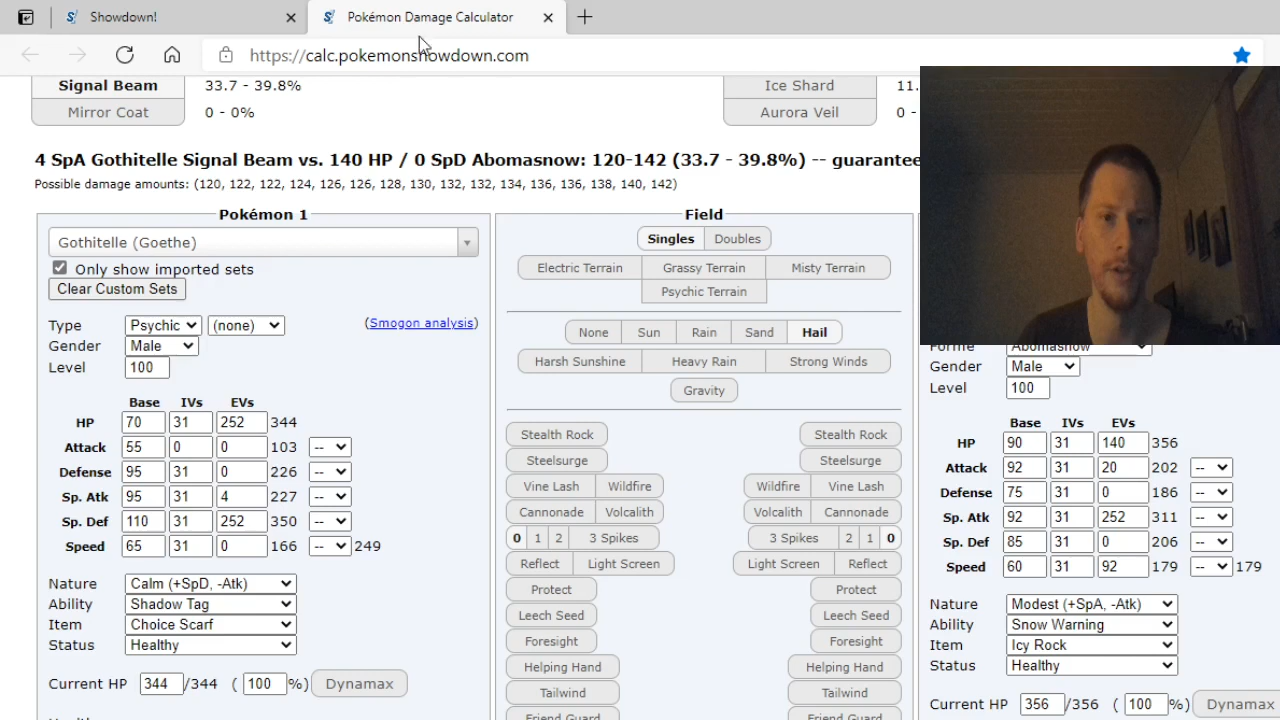 Showdown!
Pokémon Damage Calculator
https://calc.pokemonshowdown.com
Signal Beam 33.7 - 39.8% Ice Shard 11.
Mirror Coat 0 - 0% Aurora Veil 0 -
4 SpA Gothitelle Signal Beam vs. 140 HP / 0 SpD Abomasnow: 120-142 (33.7 - 39.8%) -- guarantee
Possible damage amounts: (120, 122, 122, 124, 126, 126, 128, 130, 132, 132, 134, 136, 136, 138, 140, 142)
Pokémon 1
Gothitelle (Goethe)
Only show imported sets
Clear Custom Sets
Type Psychic (none) (Smogon analysis)
Gender Male
Level 100
Base IVs EVs
HP 70 31 252 344
Attack 55 0 0 103 --
Defense 95 31 0 226 --
Sp. Atk 95 31 4 227 --
Sp. Def 110 31 252 350 --
Speed 65 31 0 166 -- 249
Nature Calm (+SpD, -Atk)
Ability Shadow Tag
Item Choice Scarf
Status Healthy
Current HP 344 /344 ( 100 %) Dynamax
Field
Singles Doubles
Electric Terrain Grassy Terrain Misty Terrain
Psychic Terrain
None Sun Rain Sand Hail
Harsh Sunshine Heavy Rain Strong Winds
Gravity
Stealth Rock Stealth Rock
Steelsurge Steelsurge
Vine Lash Wildfire Wildfire Vine Lash
Cannonade Volcalith Volcalith Cannonade
0 1 2 3 Spikes 3 Spikes 2 1 0
Reflect Light Screen Light Screen Reflect
Protect Protect
Leech Seed Leech Seed
Foresight Foresight
Helping Hand Helping Hand
Tailwind Tailwind
Friend Guard Friend Guard
Forme Abomasnow
Gender Male
Level 100
Base IVs EVs
HP 90 31 140 356
Attack 92 31 20 202 --
Defense 75 31 0 186 --
Sp. Atk 92 31 252 311 --
Sp. Def 85 31 0 206 --
Speed 60 31 92 179 -- 179
Nature Modest (+SpA, -Atk)
Ability Snow Warning
Item Icy Rock
Status Healthy
Current HP 356 /356 ( 100 %) Dynamax